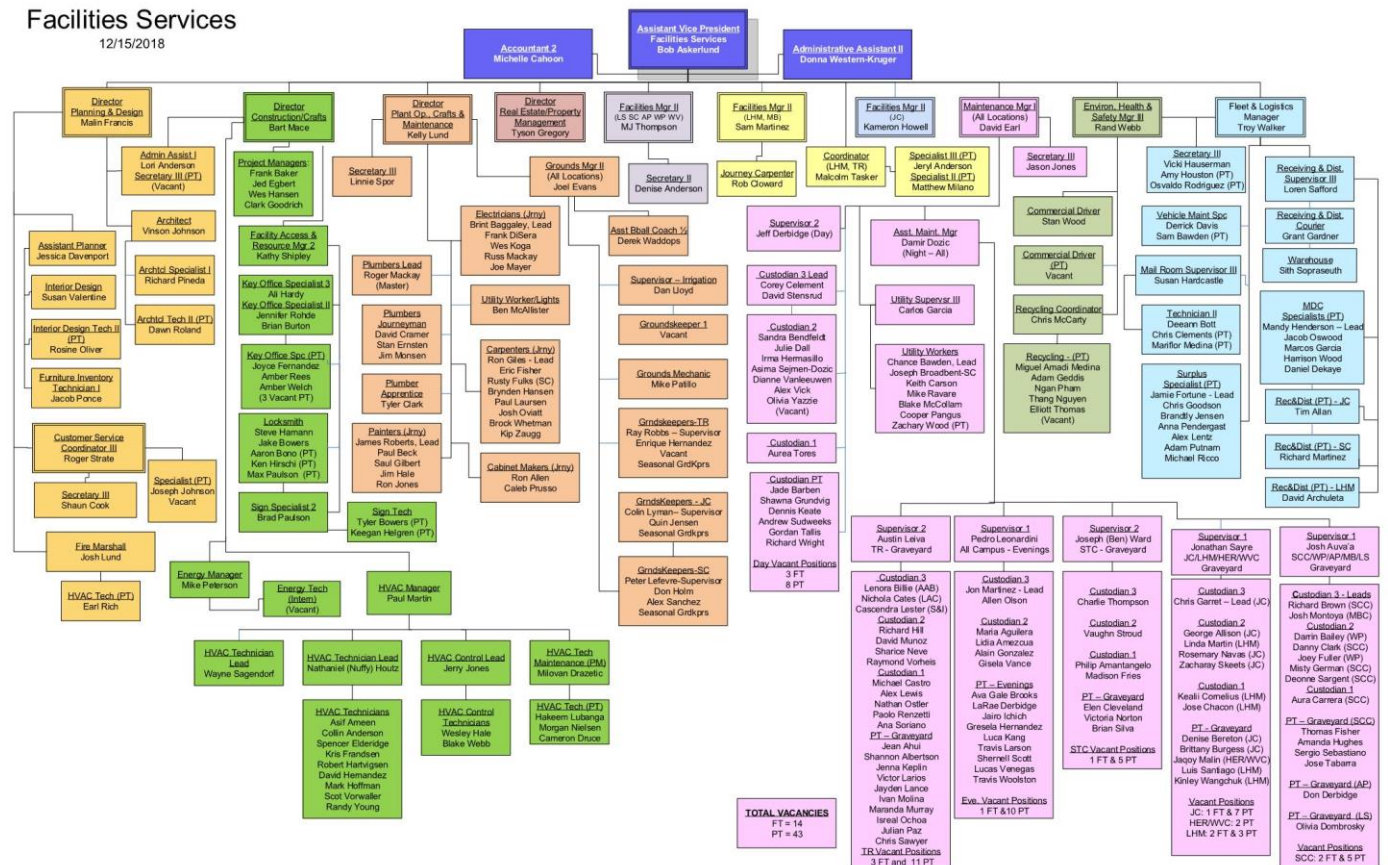 Facilities Services
12/15/2018
Assistant Vice President
Facilities Services
Bob Askerlund
Accountant 2
Michelle Cahoon
Administrative Assistant II
Donna Western-Kruger
Director
Planning & Design
Malin Francis
Director
Construction/Crafts
Bart Mace
Director
Plant Op., Crafts &
Maintenance
Kelly Lund
Director
Real Estate/Property
Management
Tyson Gregory
Facilities Mgr II
(LS SC AP WP WV)
MJ Thompson
Facilities Mgr II
(LHM, MB)
Sam Martinez
Facilities Mgr II
(JC)
Kameron Howell
Maintenance Mgr I
(All Locations)
David Earl
Environ, Health &
Safety Mgr III
Rand Webb
Fleet & Logistics
Manager
Troy Walker
Admin Assist I
Lori Anderson
Secretary III (PT)
(Vacant)
Architect
Vinson Johnson
Assistant Planner
Jessica Davenport
Archtcl Specialist I
Richard Pineda
Interior Design
Susan Valentine
Archtcl Tech II (PT)
Dawn Roland
Interior Design Tech II
(PT)
Rosine Oliver
Furniture Inventory
Technician I
Jacob Ponce
Customer Service
Coordinator III
Roger Strate
Specialist (PT)
Joseph Johnson
Vacant
Secretary III
Shaun Cook
Fire Marshall
Josh Lund
HVAC Tech (PT)
Earl Rich
Project Managers:
Frank Baker
Jed Egbert
Wes Hansen
Clark Goodrich
Facility Access &
Resource Mgr 2
Kathy Shipley
Key Office Specialist 3
Ali Hardy
Key Office Specialist II
Jennifer Rohde
Brian Burton
Key Office Spc (PT)
Joyce Fernandez
Amber Rees
Amber Welch
(3 Vacant PT)
Locksmith
Steve Hamann
Jake Bowers
Aaron Bono (PT)
Ken Hirschi (PT)
Max Paulson (PT)
Sign Specialist 2
Brad Paulson
Sign Tech
Tyler Bowers (PT)
Keegan Helgren (PT)
Energy Manager
Mike Peterson
Energy Tech
(Intern)
(Vacant)
HVAC Manager
Paul Martin
HVAC Technician
Lead
Wayne Sagendorf
HVAC Technician Lead
Nathaniel (Nuffy) Houtz
HVAC Control Lead
Jerry Jones
HVAC Tech
Maintenance (PM)
Milovan Drazetic
HVAC Technicians
Asif Ameen
Collin Anderson
Spencer Elderidge
Kris Frandsen
Robert Hartvigsen
David Hernandez
Mark Hoffman
Scot Vorwaller
Randy Young
HVAC Control
Technicians
Wesley Hale
Blake Webb
HVAC Tech (PT)
Hakeem Lubanga
Morgan Nielsen
Cameron Druce
Secretary III
Linnie Spor
Grounds Mgr II
(All Locations)
Joel Evans
Electricians (Jrny)
Brint Baggaley, Lead
Frank DiSera
Wes Koga
Russ Mackay
Joe Mayer
Asst Bball Coach ½
Derek Waddops
Plumbers Lead
Roger Mackay
(Master)
Utility Worker/Lights
Ben McAllister
Plumbers
Journeyman
David Cramer
Stan Ernsten
Jim Monsen
Carpenters (Jrny)
Ron Giles - Lead
Eric Fisher
Rusty Fulks (SC)
Brynden Hansen
Paul Laursen
Josh Oviatt
Brock Whetman
Kip Zaugg
Plumber
Apprentice
Tyler Clark
Painters (Jrny)
James Roberts, Lead
Paul Beck
Saul Gilbert
Jim Hale
Ron Jones
Cabinet Makers (Jrny)
Ron Allen
Caleb Prusso
Supervisor – Irrigation
Dan Lloyd
Groundskeeper 1
Vacant
Grounds Mechanic
Mike Patillo
Grndskeepers-TR
Ray Robbs – Supervisor
Enrique Hernandez
Vacant
Seasonal GrdKprs
GrndsKeepers - JC
Colin Lyman– Supervisor
Quin Jensen
Seasonal Grdkprs
GrndsKeepers-SC
Peter Lefevre-Supervisor
Don Holm
Alex Sanchez
Seasonal Grdkprs
Secretary II
Denise Anderson
Journey Carpenter
Rob Cloward
Coordinator
(LHM, TR)
Malcolm Tasker
Specialist III (PT)
Jeryl Anderson
Specialist II (PT)
Matthew Milano
Secretary III
Jason Jones
Supervisor 2
Jeff Derbidge (Day)
Asst. Maint. Mgr
Damir Dozic
(Night – All)
Custodian 3 Lead
Corey Celement
David Stensrud
Utility Supervsr III
Carlos Garcia
Custodian 2
Sandra Bendfeldt
Julie Dall
Irma Hermasillo
Asima Sejmen-Dozic
Dianne Vanleeuwen
Alex Vick
Olivia Yazzie
(Vacant)
Utility Workers
Chance Bawden, Lead
Joseph Broadbent-SC
Keith Carson
Mike Ravare
Blake McCollam
Cooper Pangus
Zachary Wood (PT)
Custodian 1
Aurea Tores
Custodian PT
Jade Barben
Shawna Grundvig
Dennis Keate
Andrew Sudweeks
Gordan Tallis
Richard Wright
Day Vacant Positions
3 FT
8 PT
Commercial Driver
Stan Wood
Commercial Driver
(PT)
Vacant
Recycling Coordinator
Chris McCarty
Recycling - (PT)
Miguel Amadi Medina
Adam Geddis
Ngan Pham
Thang Nguyen
Elliott Thomas
(Vacant)
Secretary III
Vicki Hauserman
Amy Houston (PT)
Osvaldo Rodriguez (PT)
Vehicle Maint Spc
Derrick Davis
Sam Bawden (PT)
Mail Room Supervisor III
Susan Hardcastle
Technician II
Deeann Bott
Chris Clements (PT)
Mariflor Medina (PT)
Surplus
Specialist (PT)
Jamie Fortune - Lead
Chris Goodson
Brandtly Jensen
Anna Pendergast
Alex Lentz
Adam Putnam
Michael Ricco
Receiving & Dist.
Supervisor III
Loren Safford
Receiving & Dist.
Courier
Grant Gardner
Warehouse
Sith Sopraseuth
MDC
Specialists (PT)
Mandy Henderson – Lead
Jacob Oswood
Marcos Garcia
Harrison Wood
Daniel Dekaye
Rec&Dist (PT) - JC
Tim Allan
Rec&Dist (PT) - SC
Richard Martinez
Rec&Dist (PT) - LHM
David Archuleta
Supervisor 2
Austin Leiva
TR - Graveyard
Custodian 3
Lenora Billie (AAB)
Nichola Cates (LAC)
Cascendra Lester (S&I)
Custodian 2
Richard Hill
David Munoz
Sharice Neve
Raymond Vorheis
Custodian 1
Michael Castro
Alex Lewis
Nathan Ostler
Paolo Renzetti
Ana Soriano
PT – Graveyard
Jean Ahui
Shannon Albertson
Jenna Keplin
Victor Larios
Jayden Lance
Ivan Molina
Maranda Murray
Isreal Ochoa
Julian Paz
Chris Sawyer
TR Vacant Positions
3 FT and 11 PT
Supervisor 1
Pedro Leonardini
All Campus - Evenings
Custodian 3
Jon Martinez - Lead
Allen Olson
Custodian 2
Maria Aguilera
Lidia Amezcua
Alain Gonzalez
Gisela Vance
PT – Evenings
Ava Gale Brooks
LaRae Derbidge
Jairo Ichich
Gresela Hernandez
Luca Kang
Travis Larson
Shernell Scott
Lucas Venegas
Travis Woolston
Eve. Vacant Positions
1 FT &10 PT
Supervisor 2
Joseph (Ben) Ward
STC - Graveyard
Custodian 3
Charlie Thompson
Custodian 2
Vaughn Stroud
Custodian 1
Philip Amantangelo
Madison Fries
PT – Graveyard
Elen Cleveland
Victoria Norton
Brian Silva
STC Vacant Positions
1 FT & 5 PT
Supervisor 1
Jonathan Sayre
JC/LHM/HER/WVC
Graveyard
Custodian 3
Chris Garret – Lead (JC)
Custodian 2
George Allison (JC)
Linda Martin (LHM)
Rosemary Navas (JC)
Zacharay Skeets (JC)
Custodian 1
Kealii Cornelius (LHM)
Jose Chacon (LHM)
PT - Graveyard
Denise Bereton (JC)
Brittany Burgess (JC)
Jaqoy Malin (HER/WVC)
Luis Santiago (LHM)
Kinley Wangchuk (LHM)
Vacant Positions
JC: 1 FT & 7 PT
HER/WVC: 2 PT
LHM: 2 FT & 3 PT
Supervisor 1
Josh Auva'a
SCC/WP/AP/MB/LS
Graveyard
Custodian 3 - Leads
Richard Brown (SCC)
Josh Montoya (MBC)
Custodian 2
Darrin Bailey (WP)
Danny Clark (SCC)
Joey Fuller (WP)
Misty German (SCC)
Deonne Sargent (SCC)
Custodian 1
Aura Carrera (SCC)
PT – Graveyard (SCC)
Thomas Fisher
Amanda Hughes
Sergio Sebastiano
Jose Tabarra
PT – Graveyard (AP)
Don Derbidge
PT – Graveyard (LS)
Olivia Dombrosky
Vacant Positions
SCC: 2 FT & 5 PT
TOTAL VACANCIES
FT = 14
PT = 43